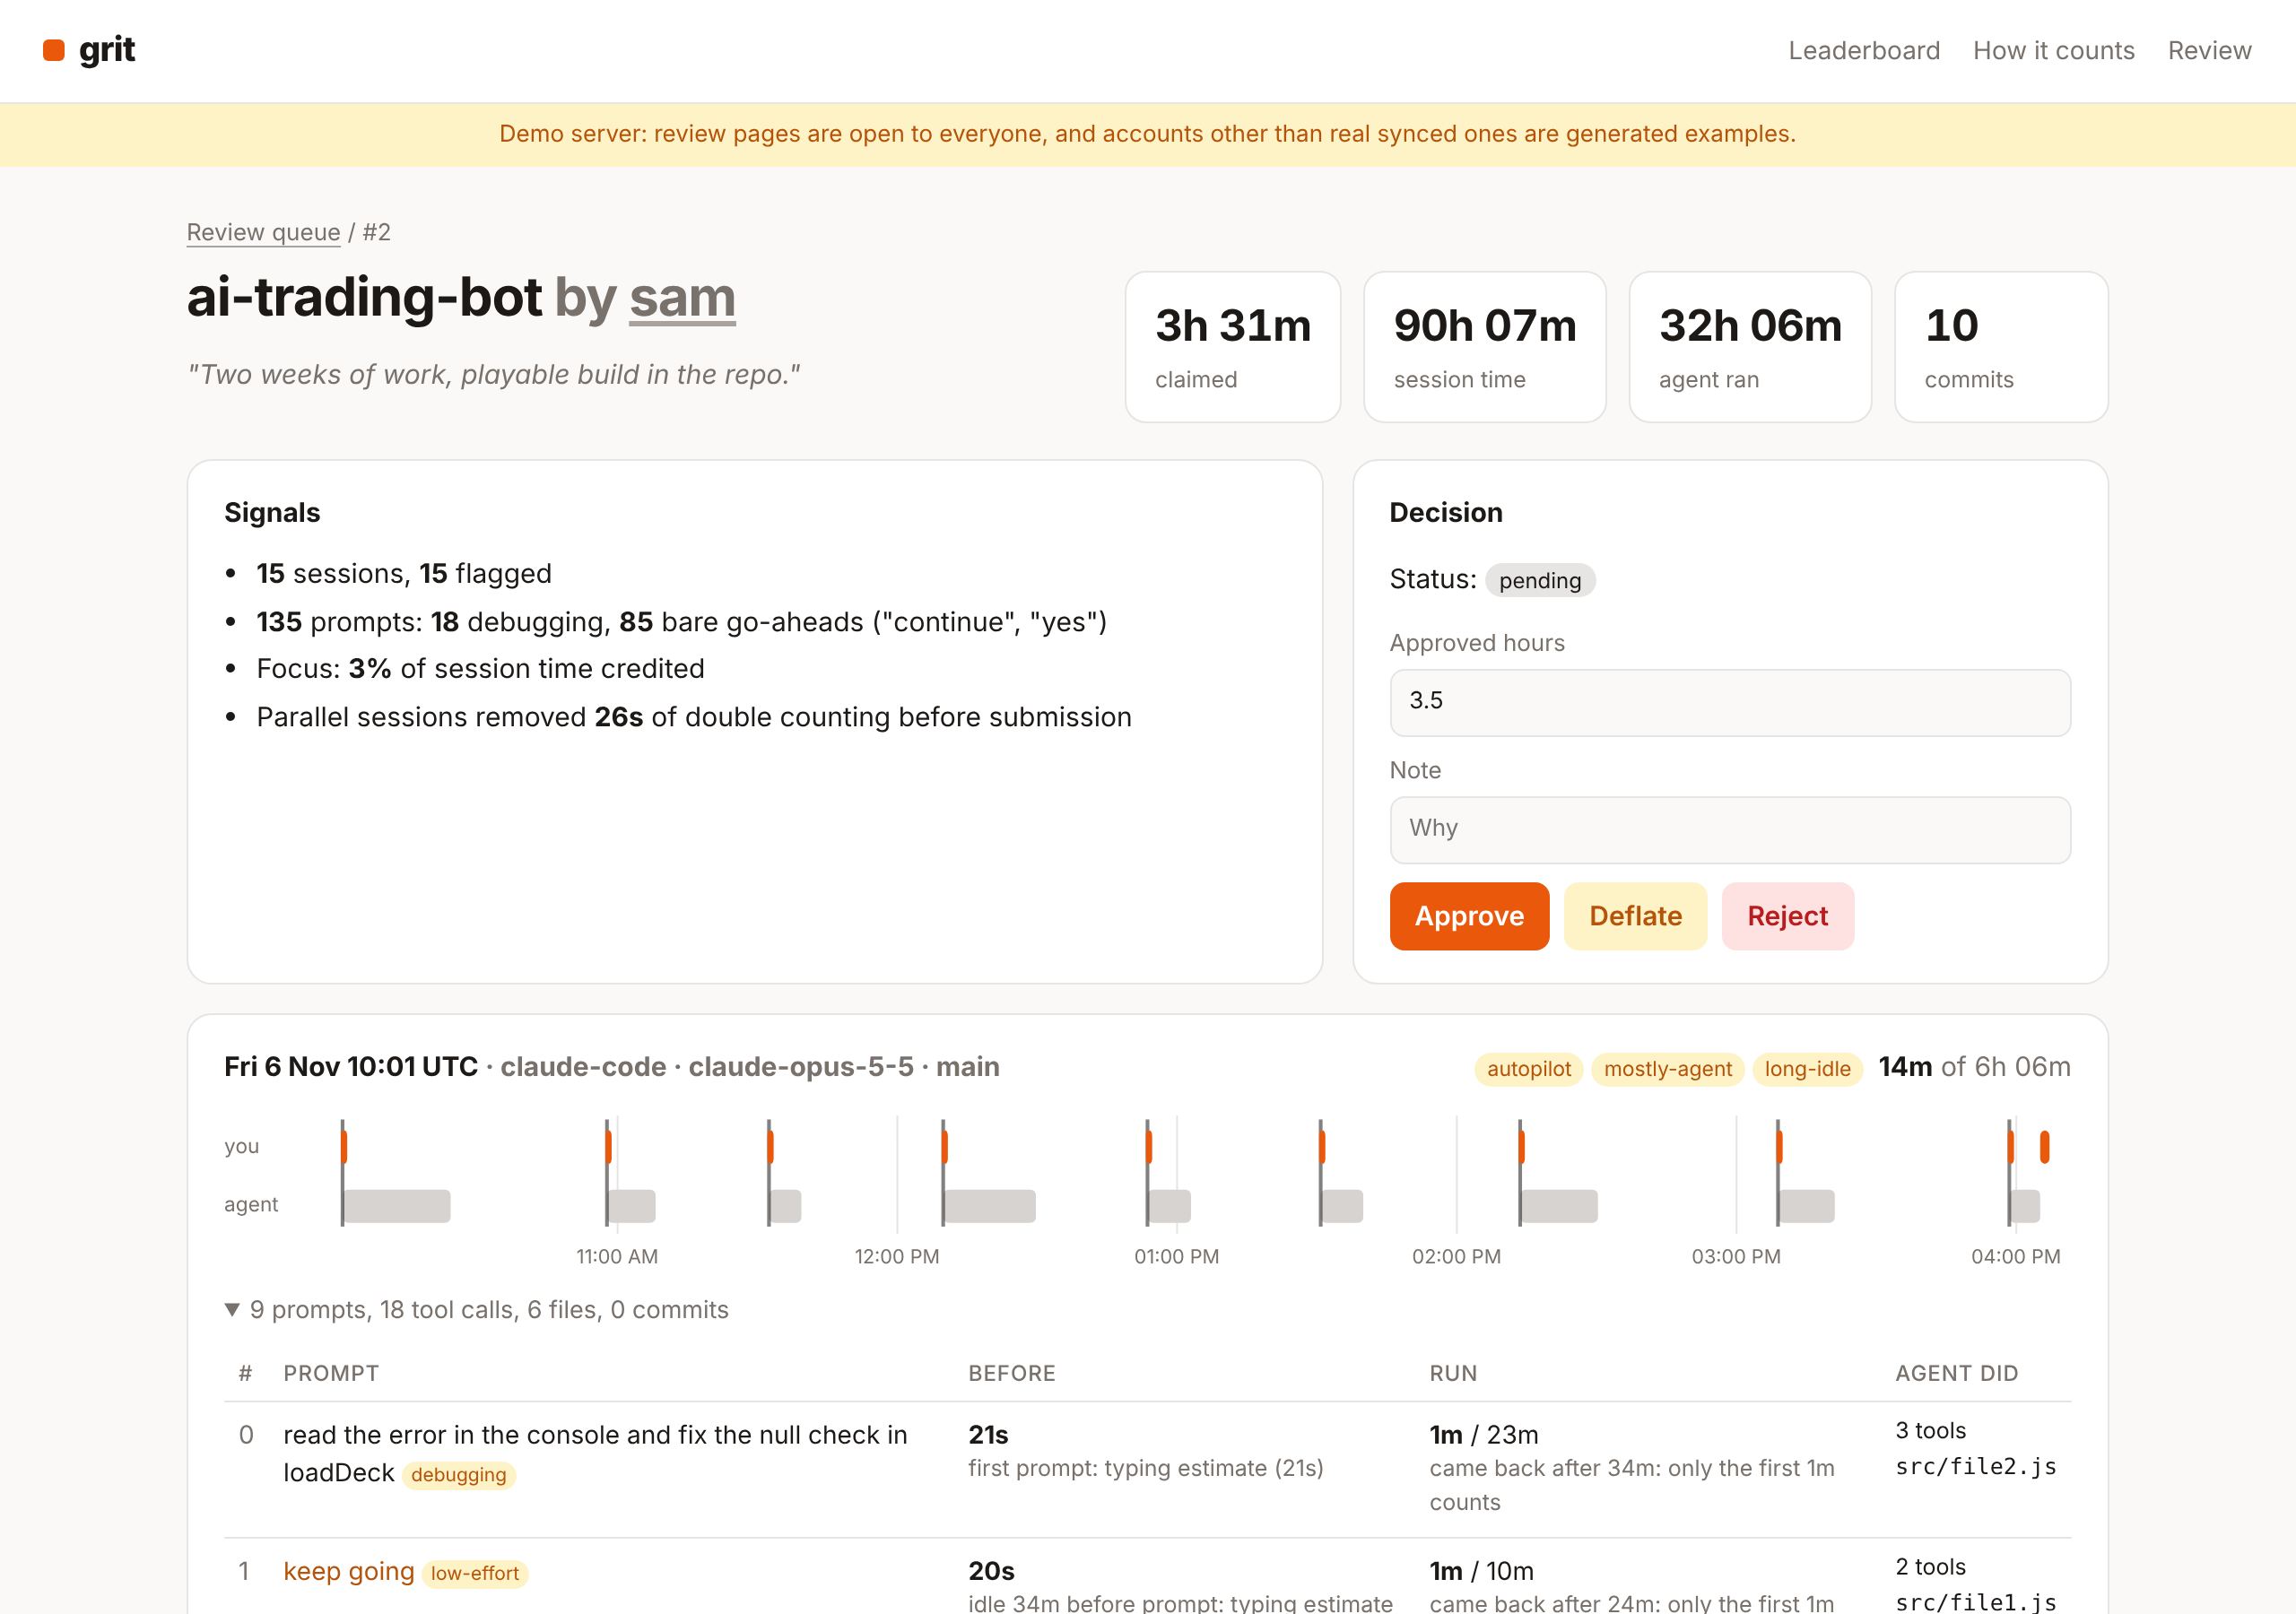 grit
Leaderboard How it counts Review
Demo server: review pages are open to everyone, and accounts other than real synced ones are generated examples.
Review queue / #2
ai-trading-bot by sam
"Two weeks of work, playable build in the repo."
3h 31m
claimed
90h 07m
session time
32h 06m
agent ran
10
commits
Signals
• 15 sessions, 15 flagged
• 135 prompts: 18 debugging, 85 bare go-aheads ("continue", "yes")
• Focus: 3% of session time credited
• Parallel sessions removed 26s of double counting before submission
Decision
Status: pending
Approved hours
3.5
Note
Why
Approve Deflate Reject
Fri 6 Nov 10:01 UTC · claude-code · claude-opus-5-5 · main
autopilot mostly-agent long-idle 14m of 6h 06m
you
agent
11:00 AM 12:00 PM 01:00 PM 02:00 PM 03:00 PM 04:00 PM
▼ 9 prompts, 18 tool calls, 6 files, 0 commits
# PROMPT BEFORE RUN AGENT DID
0 read the error in the console and fix the null check in
loadDeck debugging
21s
first prompt: typing estimate (21s)
1m / 23m
came back after 34m: only the first 1m
counts
3 tools
src/file2.js
1 keep going low-effort
20s
idle 34m before prompt: typing estimate
1m / 10m
came back after 24m: only the first 1m
2 tools
src/file1.js